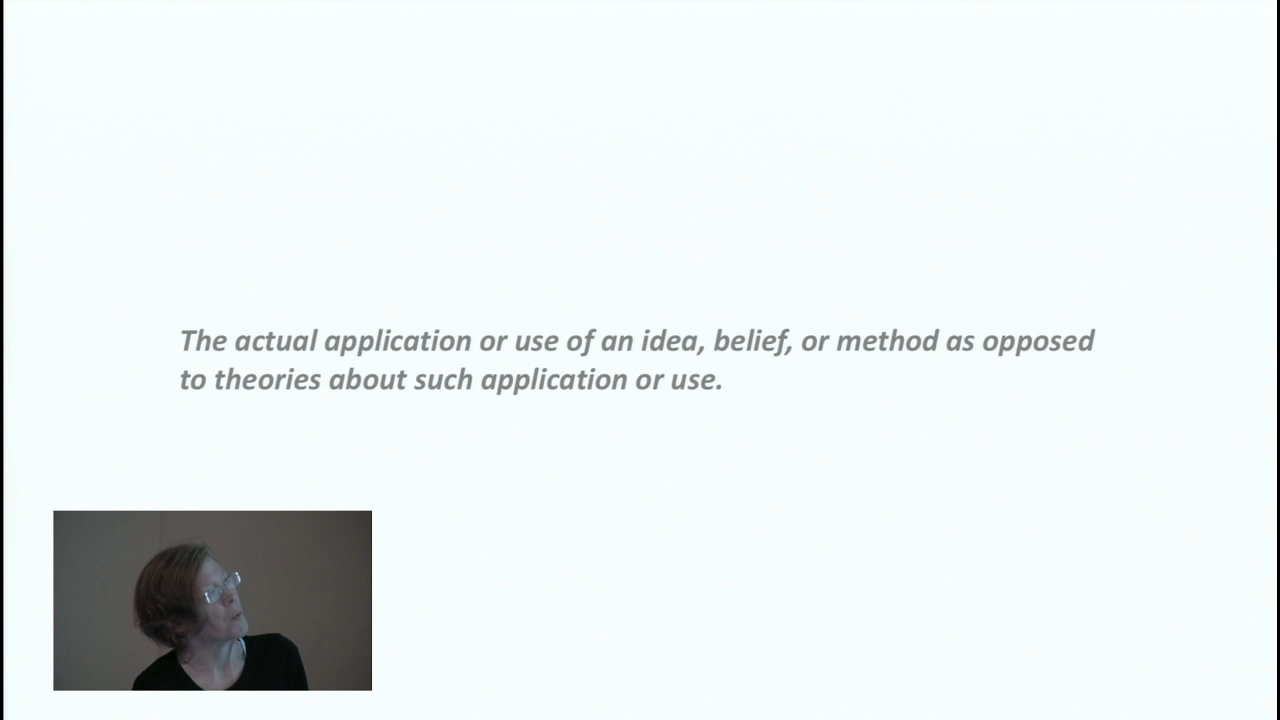 The actual application or use of an idea, belief, or method as opposed
to theories about such application or use.